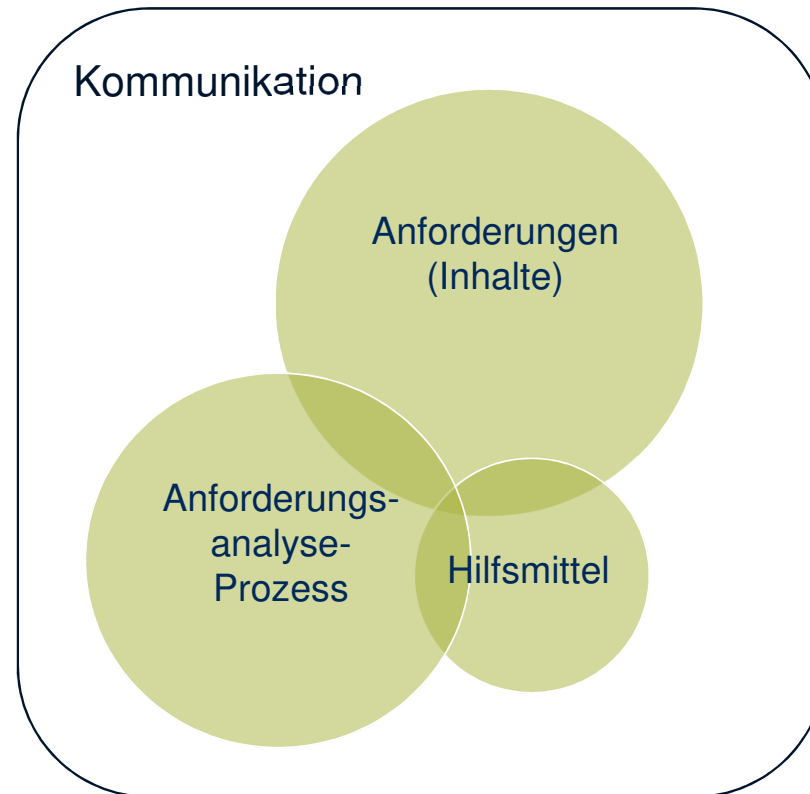 Kommunikation
Anforderungen
(Inhalte)
Anforderungs-
analyse-
Prozess
Hilfsmittel